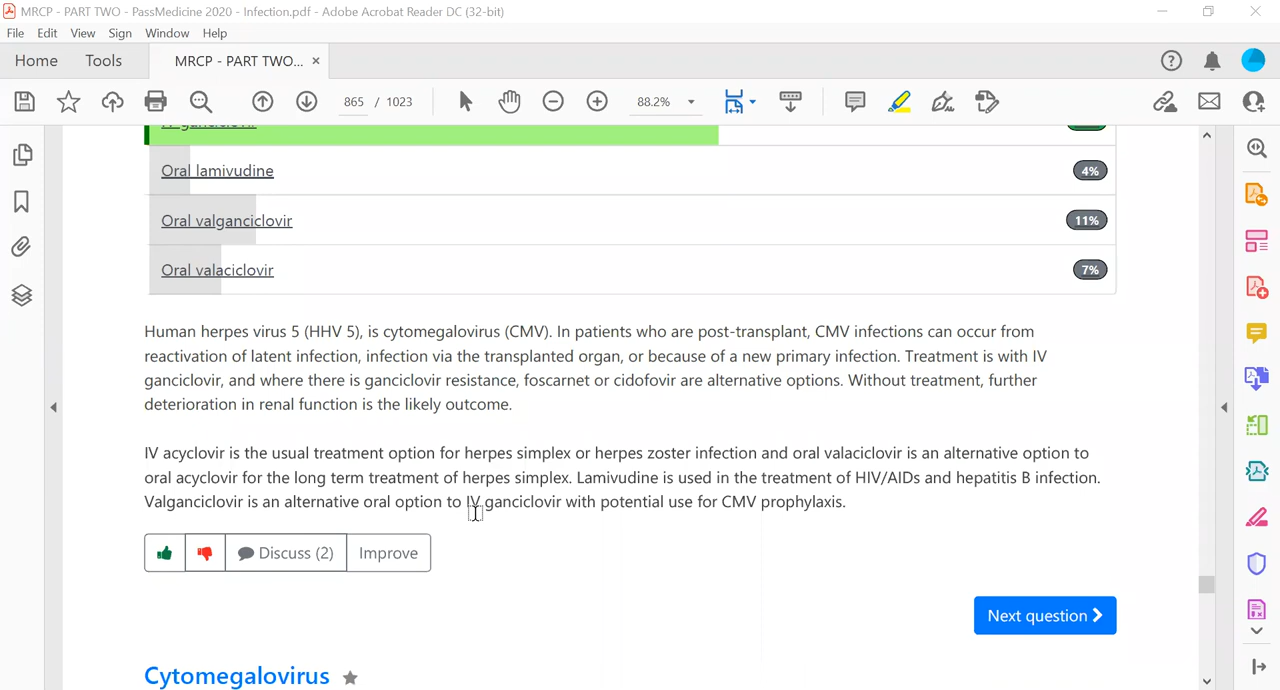 MRCP - PART TWO - PassMedicine 2020 - Infection.pdf - Adobe Acrobat Reader DC (32-bit)
File Edit View Sign Window Help
Home Tools MRCP - PART TWO... ×
865 / 1023 88.2%
IV ganciclovir
Oral lamivudine 4%
Oral valganciclovir 11%
Oral valaciclovir 7%
Human herpes virus 5 (HHV 5), is cytomegalovirus (CMV). In patients who are post-transplant, CMV infections can occur from
reactivation of latent infection, infection via the transplanted organ, or because of a new primary infection. Treatment is with IV
ganciclovir, and where there is ganciclovir resistance, foscarnet or cidofovir are alternative options. Without treatment, further
deterioration in renal function is the likely outcome.
IV acyclovir is the usual treatment option for herpes simplex or herpes zoster infection and oral valaciclovir is an alternative option to
oral acyclovir for the long term treatment of herpes simplex. Lamivudine is used in the treatment of HIV/AIDs and hepatitis B infection.
Valganciclovir is an alternative oral option to IV ganciclovir with potential use for CMV prophylaxis.
Discuss (2) Improve
Next question
Cytomegalovirus